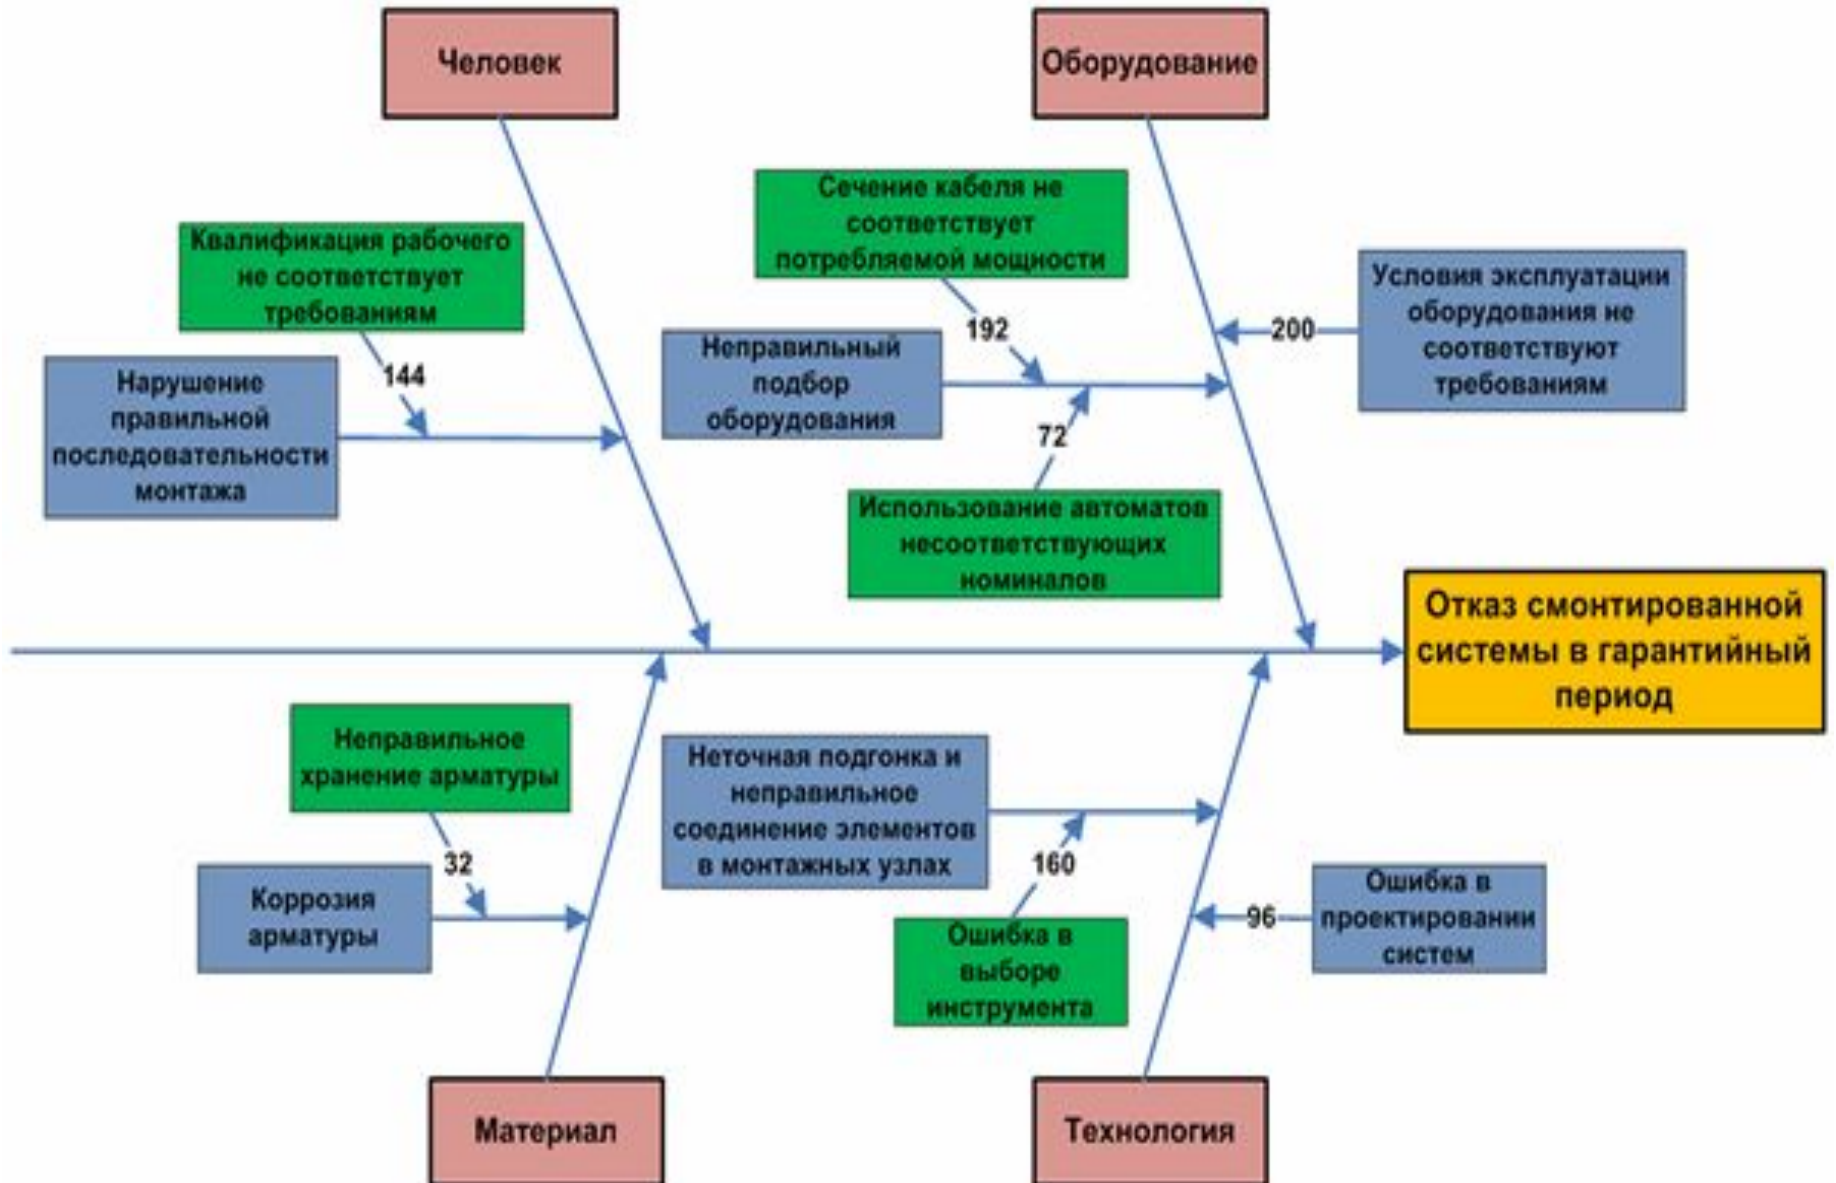 Человек
Оборудование
Сечение кабеля не
соответствует
потребляемой мощности
Квалификация рабочего
не соответствует
требованиям
Условия эксплуатации
оборудования не
соответствуют
требованиям
192
200
Неправильный
подбор
оборудования
144
Нарушение
правильной
последовательности
монтажа
72
Использование автоматов
несоответствующих
номиналов
Отказ смонтированной
системы в гарантийный
период
Неправильное
хранение арматуры
Неточная подгонка и
неправильное
соединение элементов
в монтажных узлах
32
160
Коррозия
арматуры
96
Ошибка в
проектировании
систем
Ошибка в
выборе
инструмента
Материал
Технология